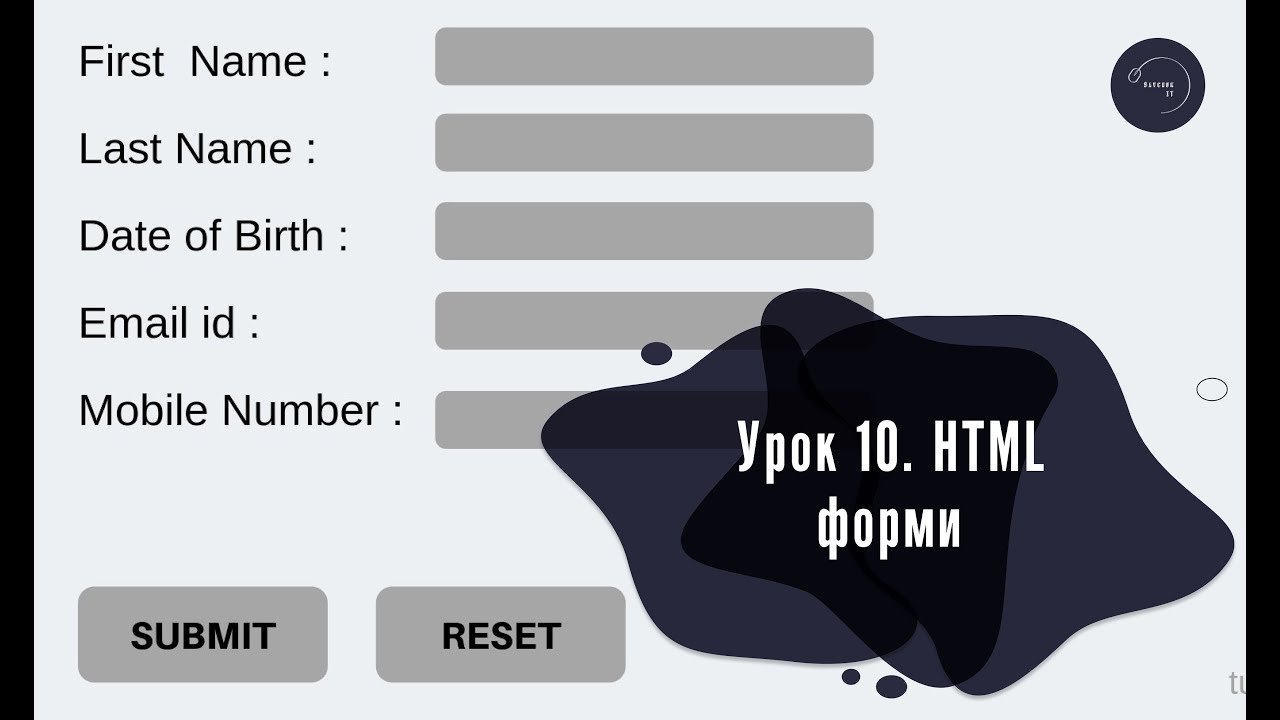 First Name :
Last Name :
Date of Birth :
Email id :
Mobile Number :
Урок 10. HTML
форми
SUBMIT
RESET